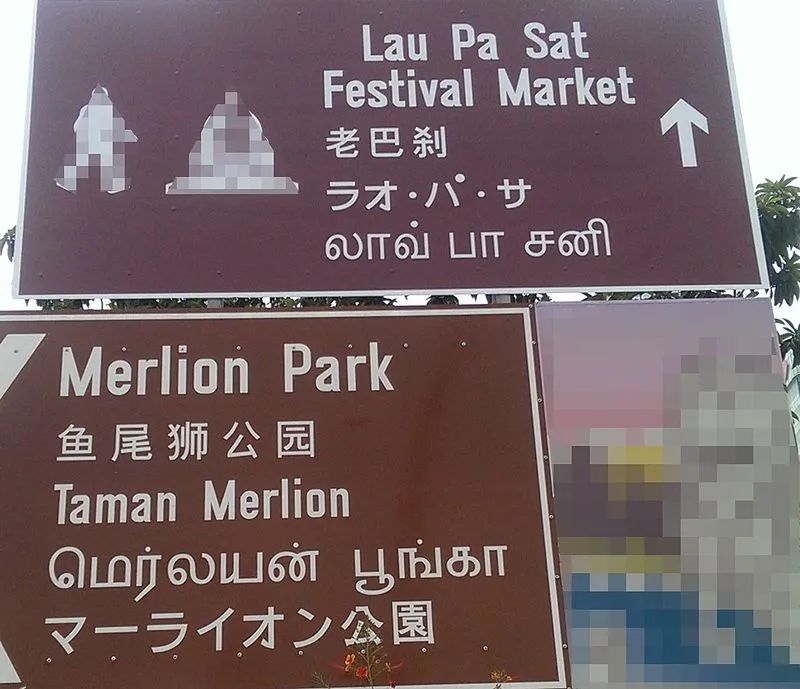 Lau Pa Sat
Festival Market
老巴刹
ラオ・パ・サ
லாவ் பா சனி
Merlion Park
鱼尾狮公园
Taman Merlion
மெர்லயன் பூங்கா
マーライオン公園